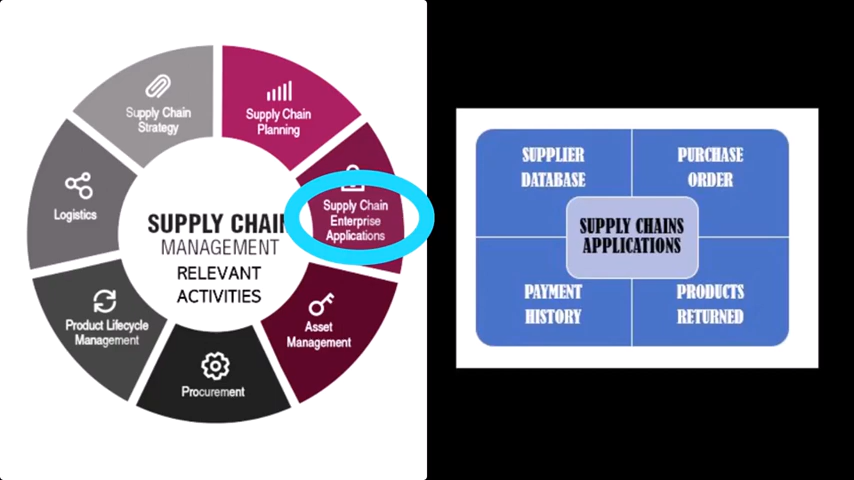 Supply Chain
Strategy
Supply Chain
Planning
Supply Chain
Enterprise
Applications
Asset
Management
Procurement
Product Lifecycle
Management
Logistics
SUPPLY CHAIN
MANAGEMENT
RELEVANT
ACTIVITIES
SUPPLIER
DATABASE
PURCHASE
ORDER
SUPPLY CHAINS
APPLICATIONS
PAYMENT
HISTORY
PRODUCTS
RETURNED